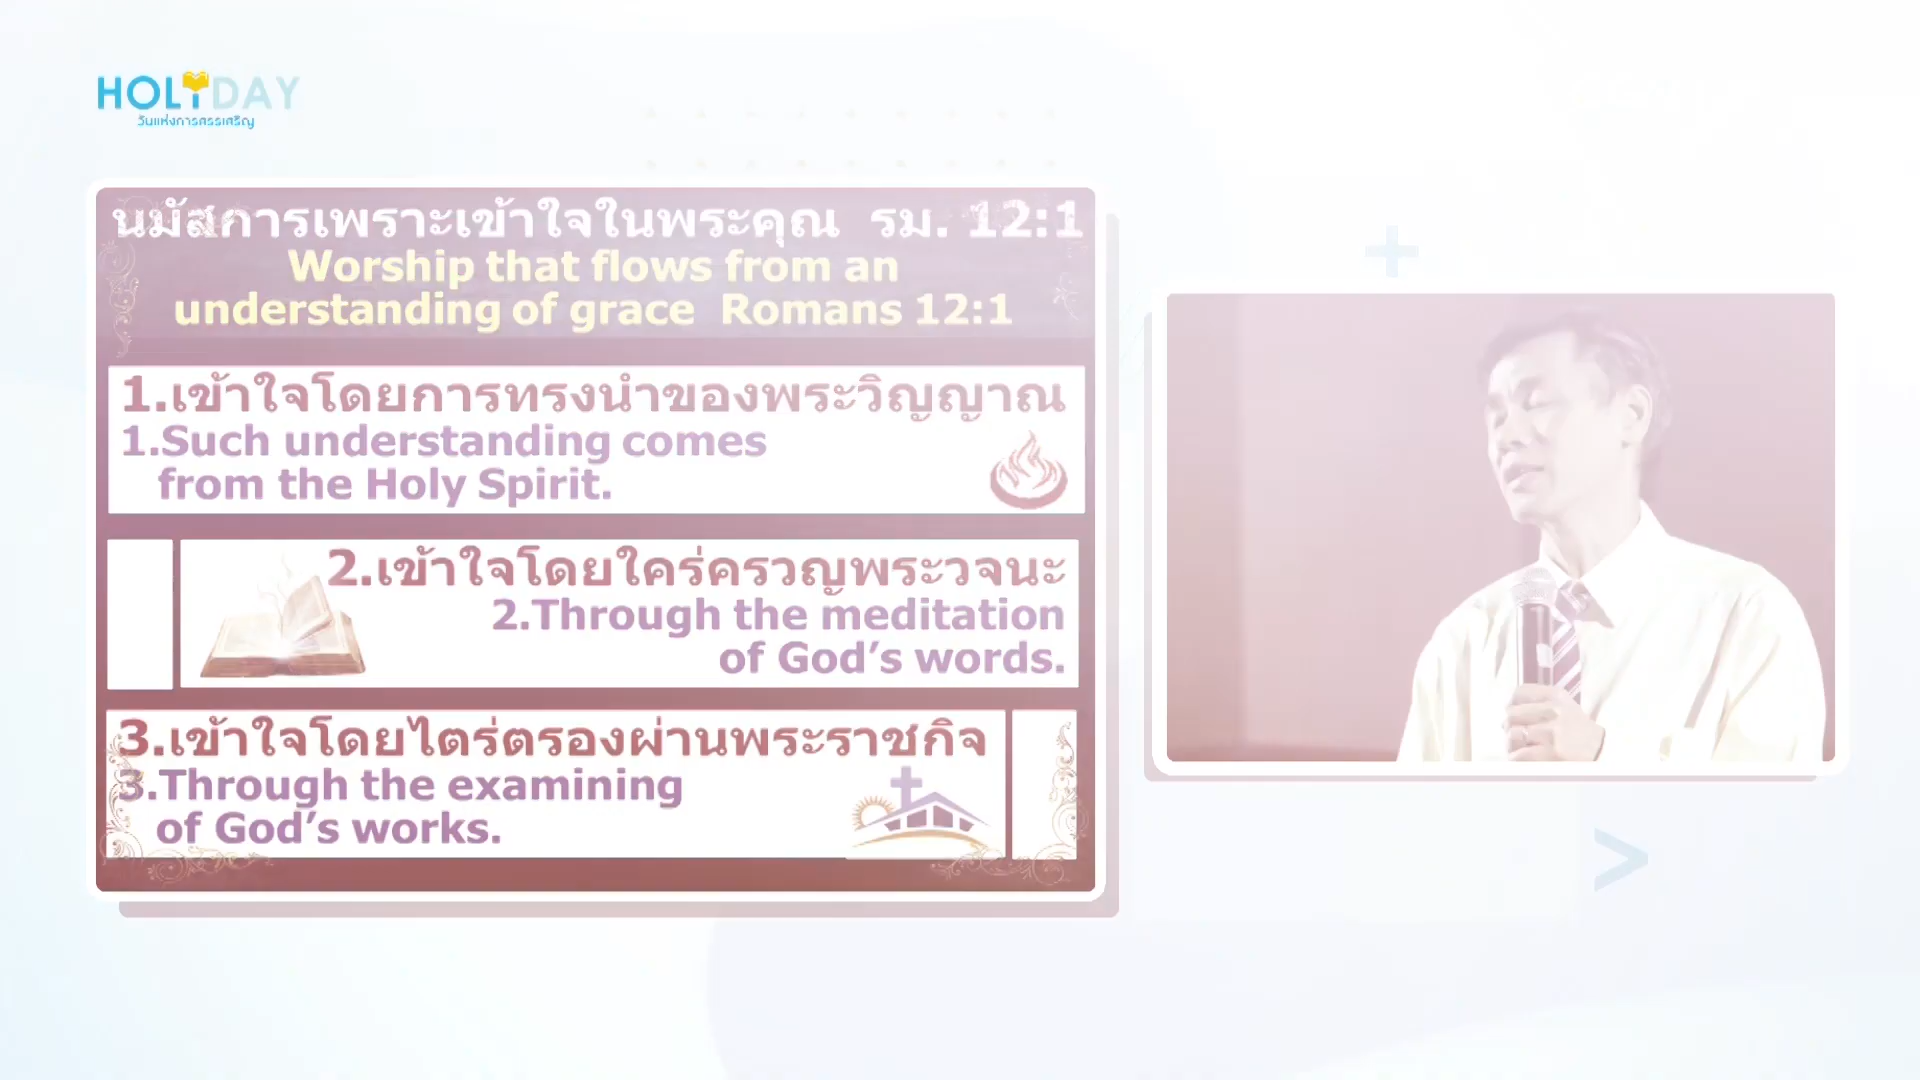 HOLYDAY
วันแห่งการสรรเสริญ
นมัสการเพราะเข้าใจในพระคุณ รม. 12:1
Worship that flows from an
understanding of grace Romans 12:1
1.เข้าใจโดยการทรงนำของพระวิญญาณ
1.Such understanding comes
from the Holy Spirit.
2.เข้าใจโดยใคร่ครวญพระวจนะ
2.Through the meditation
of God’s words.
3.เข้าใจโดยไตร่ตรองผ่านพระราชกิจ
3.Through the examining
of God’s works.